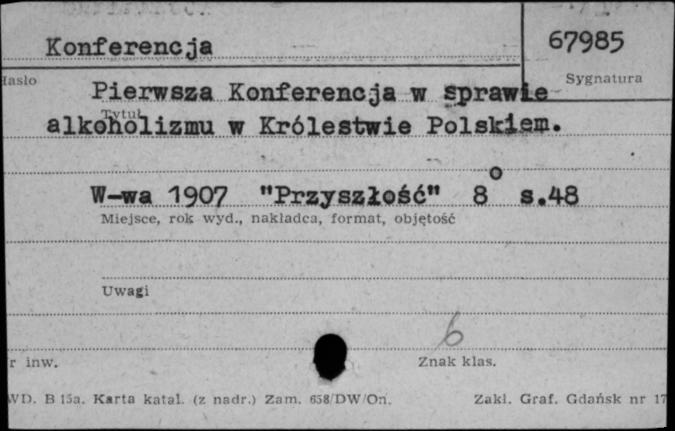 Konferencja
67985
Hasło
Sygnatura
Pierwsza Konferencja w sprawie
Tytuł
alkoholizmu w Królestwie Polskiem.
W-wa 1907 "Przyszłość" 8° s.48
Miejsce, rok wyd., nakładca, format, objętość
Uwagi
6
r inw.
Znak klas.
WD. B 15a. Karta katal. (z nadr.) Zam. 658/DW/On.
Zakl. Graf. Gdańsk nr 17